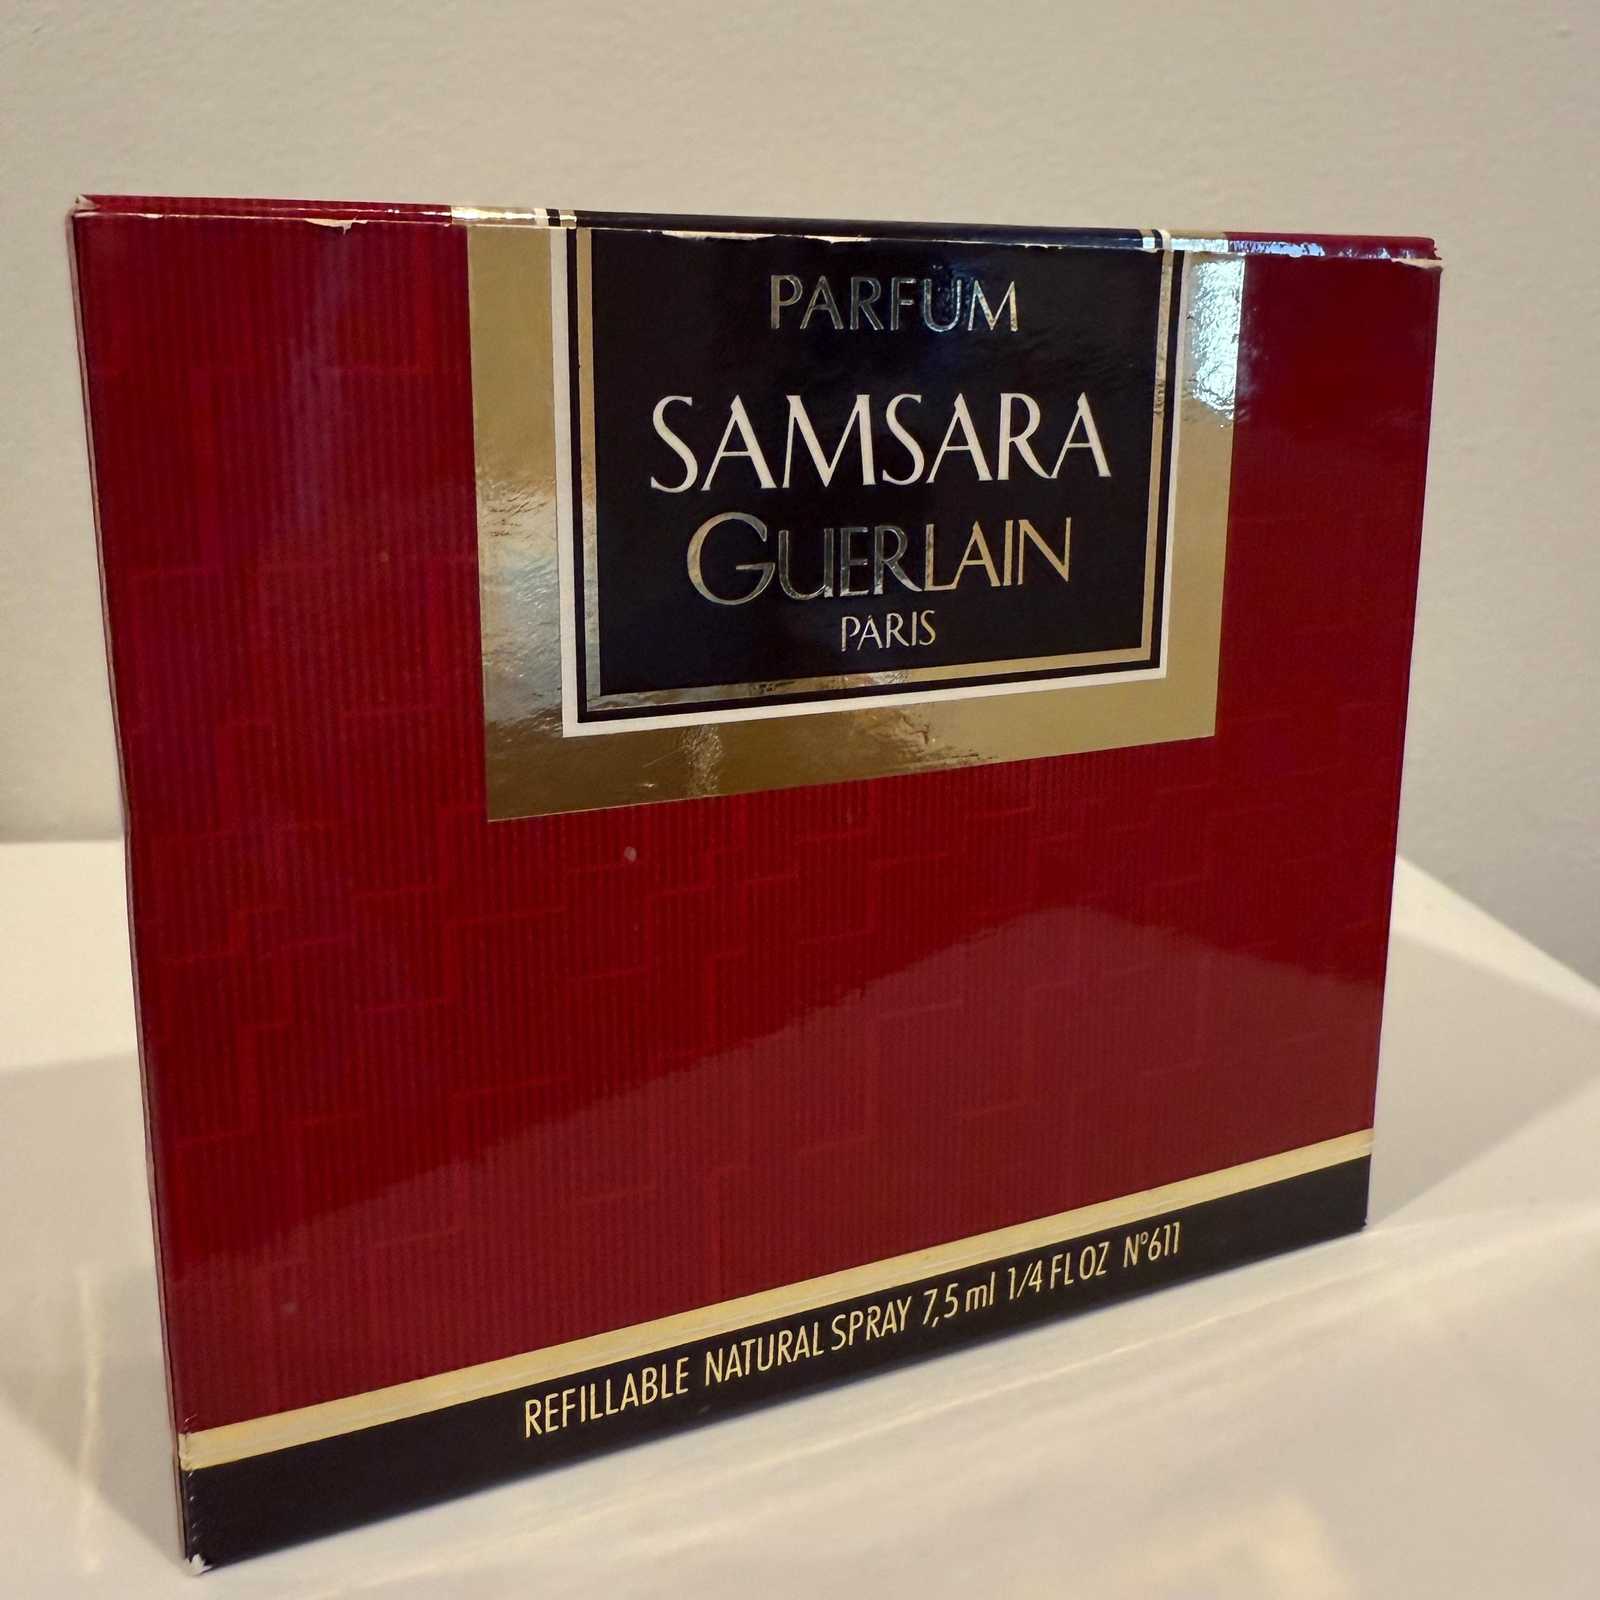 PARFUM
SAMSARA
GUERLAIN
PARIS
REFILLABLE NATURAL SPRAY 7,5 ml 1/4 FL OZ N°611